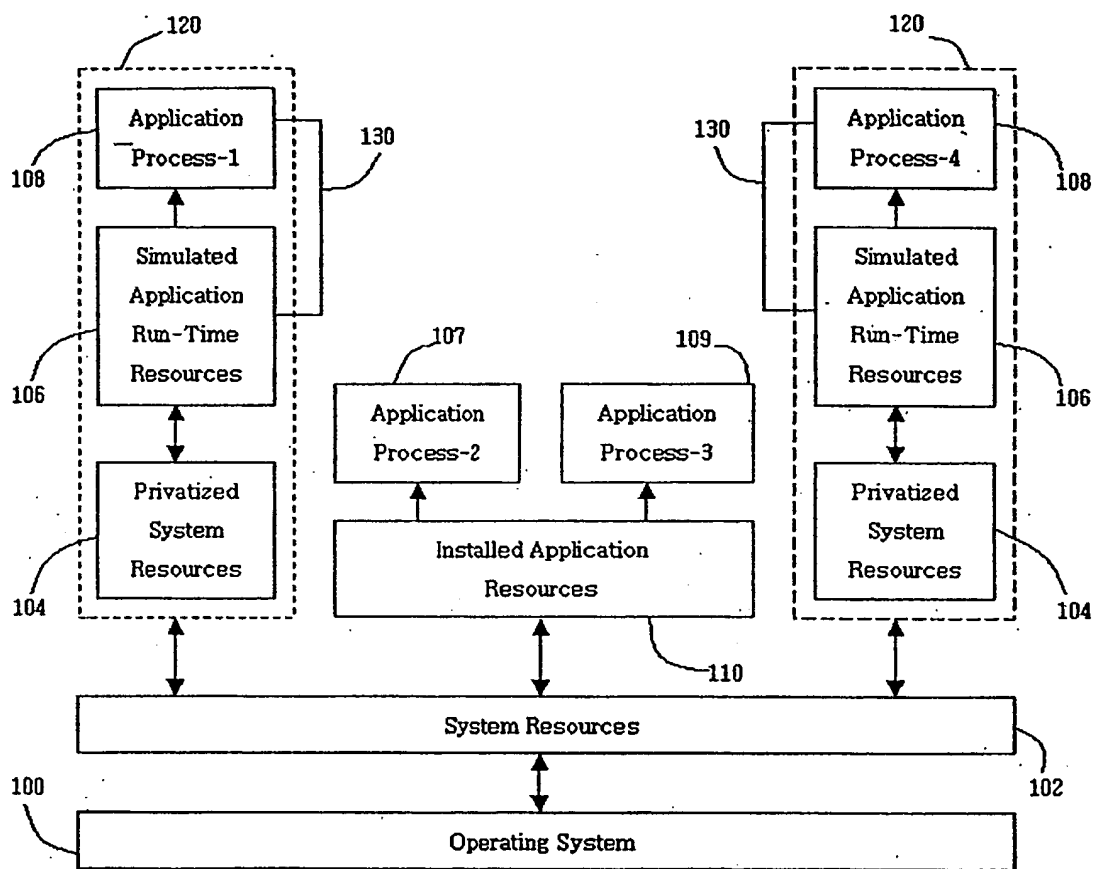 120
120
Application
Process-1
130
108
Application
Process-4
130
108
Simulated
Application
Run-Time
Resources
106
Simulated
Application
Run-Time
Resources
106
107
109
Application
Process-2
Application
Process-3
Privatized
System
Resources
104
Installed Application
Resources
110
Privatized
System
Resources
104
System Resources
102
100
Operating System